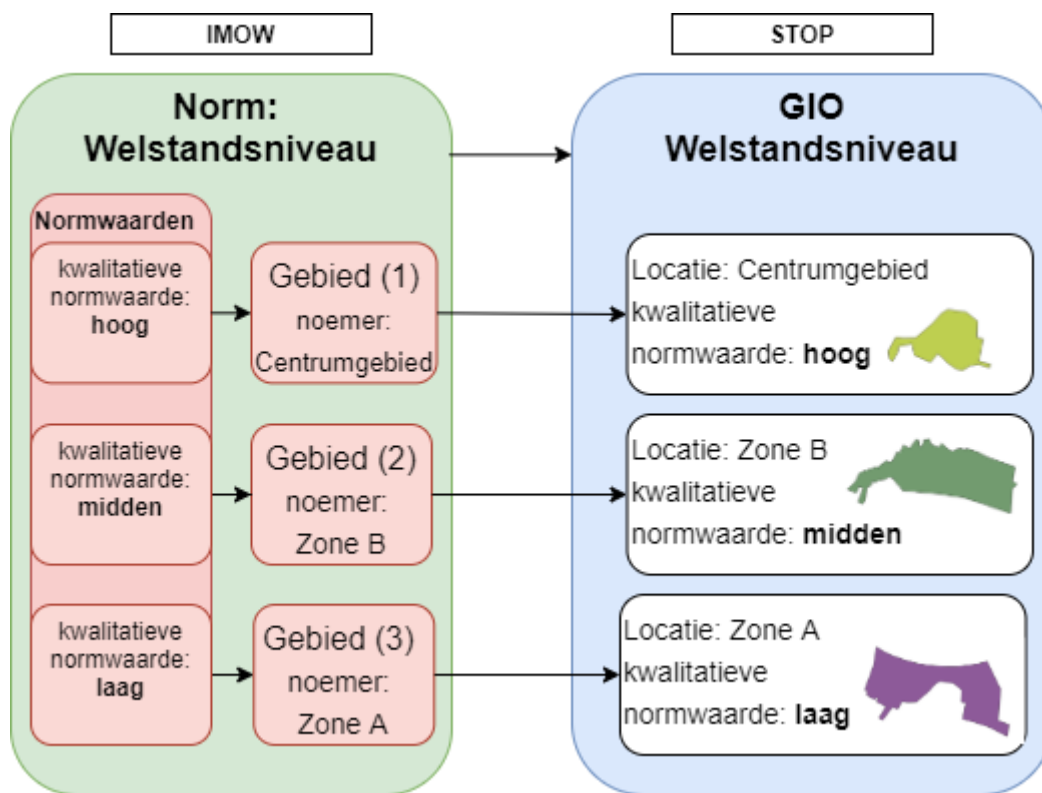 IMOW
STOP
Norm:
Welstandsniveau
GIO
Welstandsniveau
Normwaarden
kwalitatieve
normwaarde:
hoog
Gebied (1)
noemer:
Centrumgebied
Locatie: Centrumgebied
kwalitatieve
normwaarde: hoog
kwalitatieve
normwaarde:
midden
Gebied (2)
noemer:
Zone B
Locatie: Zone B
kwalitatieve
normwaarde: midden
kwalitatieve
normwaarde:
laag
Gebied (3)
noemer:
Zone A
Locatie: Zone A
kwalitatieve
normwaarde: laag